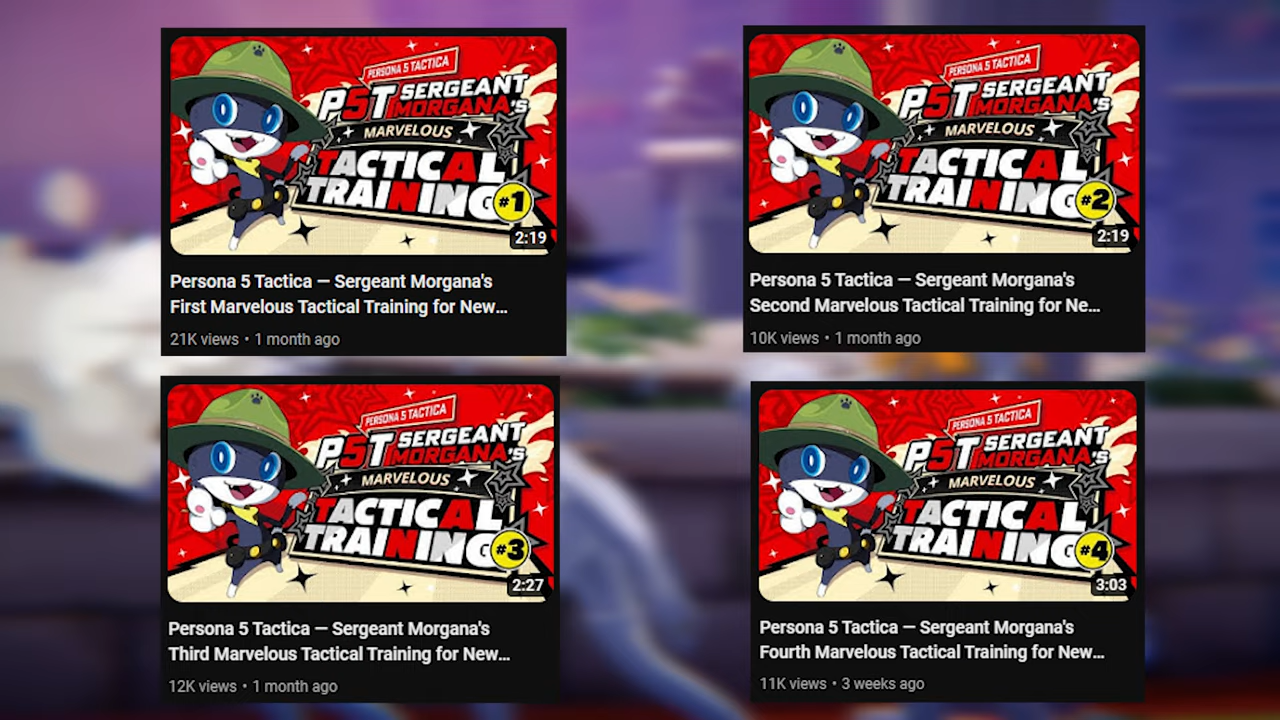 PERSONA 5 TACTICA
P5T SERGEANT
MORGANA's
MARVELOUS
TACTICAL
TRAINING #1
2:19
Persona 5 Tactica — Sergeant Morgana's
First Marvelous Tactical Training for New...
21K views • 1 month ago
PERSONA 5 TACTICA
P5T SERGEANT
MORGANA's
MARVELOUS
TACTICAL
TRAINING #2
2:19
Persona 5 Tactica — Sergeant Morgana's
Second Marvelous Tactical Training for Ne...
10K views • 1 month ago
PERSONA 5 TACTICA
P5T SERGEANT
MORGANA's
MARVELOUS
TACTICAL
TRAINING #3
2:27
Persona 5 Tactica — Sergeant Morgana's
Third Marvelous Tactical Training for New...
12K views • 1 month ago
PERSONA 5 TACTICA
P5T SERGEANT
MORGANA's
MARVELOUS
TACTICAL
TRAINING #4
3:03
Persona 5 Tactica — Sergeant Morgana's
Fourth Marvelous Tactical Training for New...
11K views • 3 weeks ago